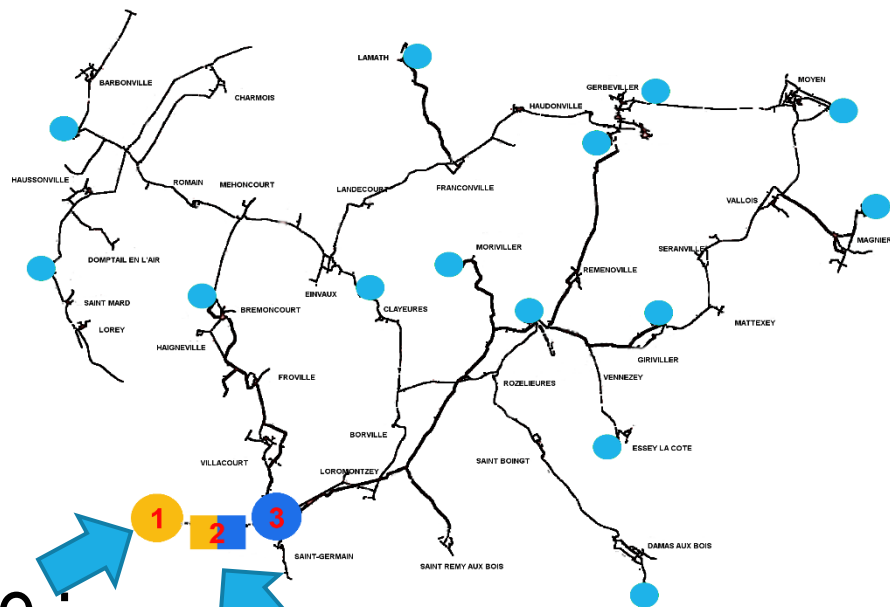 LAMATH
BARBONVILLE
MOYEN
GERBEVILLER
CHARMOIS
HAUDONVILLE
HAUSSONVILLE
ROMAIN
MEHONCOURT
LANDECOURT
FRANCONVILLE
VALLOIS
MAGNIER
MORIVILLER
SERANVILLE
DOMPTAIL EN L'AIR
REMENOVILLE
EINVAUX
SAINT MARD
BREMONCOURT
CLAYEURES
MATTEXEY
LOREY
HAIGNEVILLE
GIRIVILLER
FROVILLE
ROZELIEURES
VENNEZEY
BORVILLE
ESSEY LA COTE
VILLACOURT
LOROMONTZEY
SAINT BOINGT
1
2
3
DAMAS AUX BOIS
SAINT-GERMAIN
SAINT REMY AUX BOIS